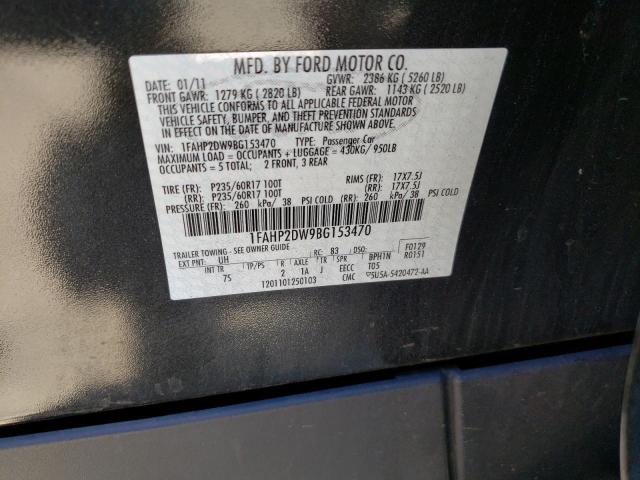 MFD. BY FORD MOTOR CO.
01/11 GVWR: 2386 KG ( 5260 LB)
FRONT GAWR: 1279 KG ( 2820 LB) REAR GAWR: 1143 KG ( 2520 LB)
THIS VEHICLE CONFORMS TO ALL APPLICABLE FEDERAL MOTOR
VEHICLE SAFETY, BUMPER, AND THEFT PREVENTION STANDARDS
IN EFFECT ON THE DATE OF MANUFACTURE SHOWN ABOVE.
VIN: 1FAHP2DW9BG153470 TYPE: Passenger Car
MAXIMUM LOAD = OCCUPANTS + LUGGAGE = 430KG/ 950LB
OCCUPANTS = 5 TOTAL; 2 FRONT, 3 REAR
TIRE (FR): P235/60R17 100T RIMS (FR): 17X7.5J
(RR): P235/60R17 100T (RR): 17X7.5J
PRESSURE (FR): 260 kPa/ 38 PSI COLD (RR): 260 kPa/ 38 PSI COLD
1FAHP2DW9BG153470
TRAILER TOWING - SEE OWNER GUIDE RC: 83 DSO: F0129
EXT PNT: UH R0151
INT TR TP/PS R AXLE TR SPR BPH1N
7S 2 1A J EECC T05
1201101250103 CMC 5U5A-5420472-AA